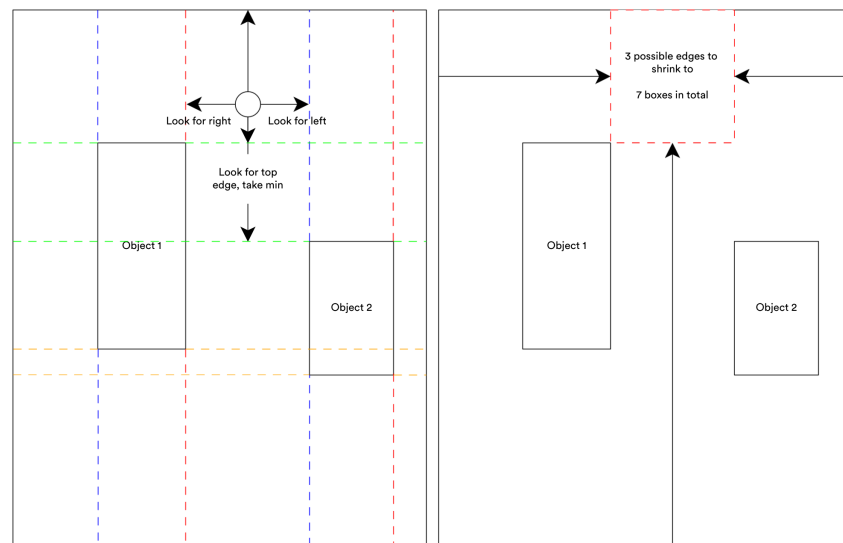 Look for right
Look for left
Look for top
edge, take min
Object 1
Object 2
3 possible edges to
shrink to
7 boxes in total
Object 1
Object 2